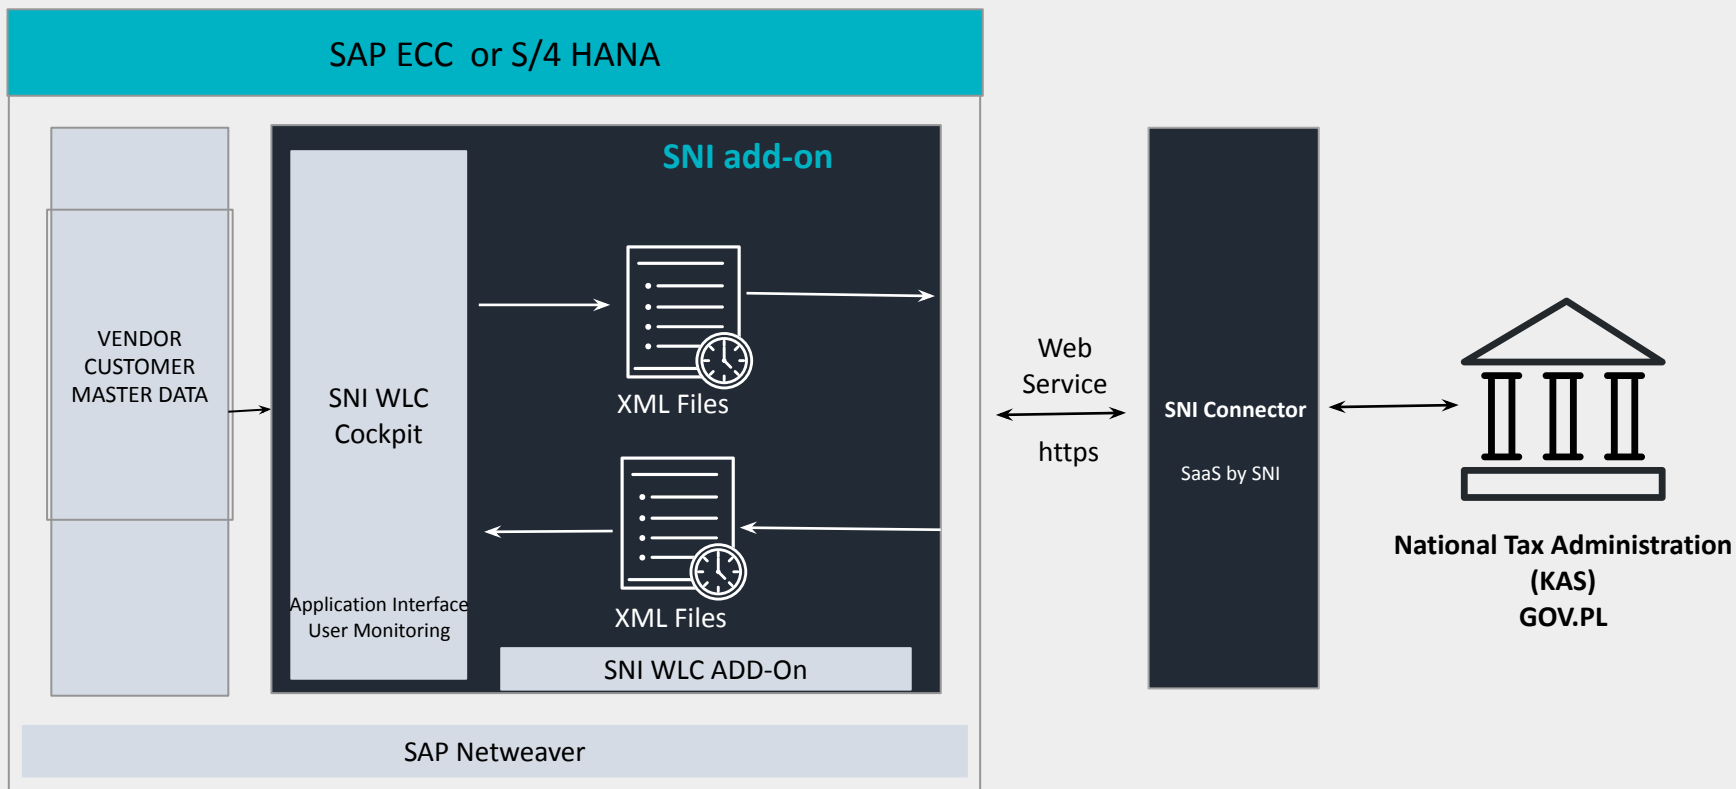 SAP ECC or S/4 HANA
SNI add-on
VENDOR
CUSTOMER
MASTER DATA
SNI WLC
Cockpit
Application Interface
User Monitoring
XML Files
XML Files
SNI WLC ADD-On
SAP Netweaver
Web
Service
https
SNI Connector
SaaS by SNI
National Tax Administration
(KAS)
GOV.PL